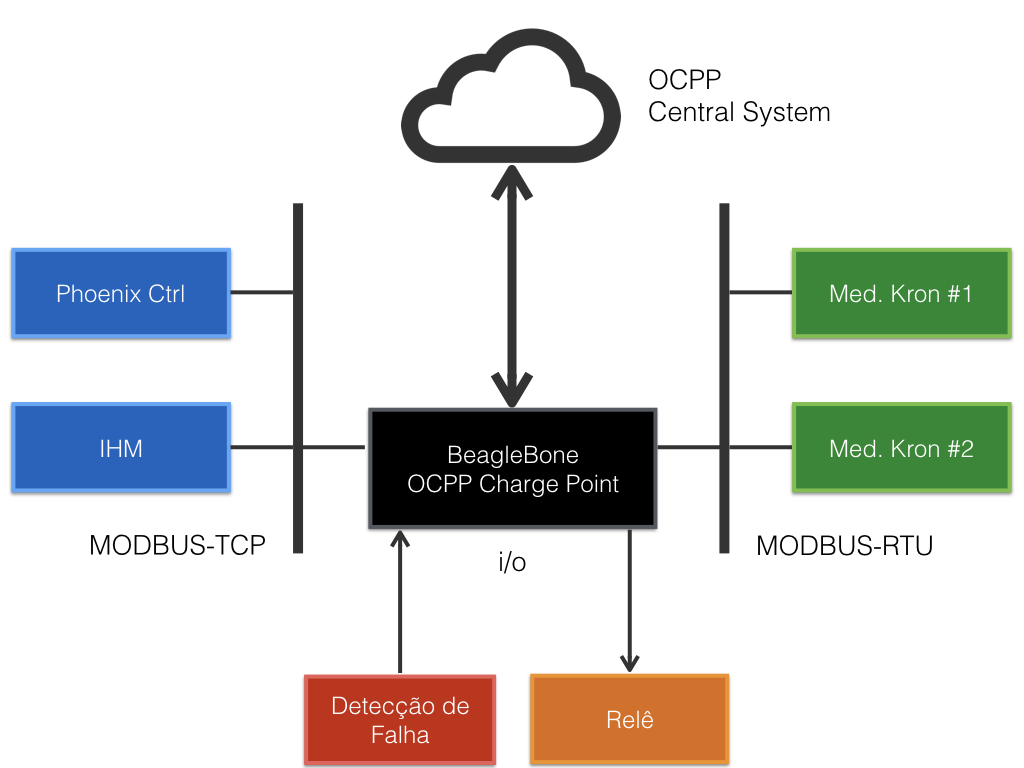 OCPP
Central System
Phoenix Ctrl
Med. Kron #1
IHM
BeagleBone
OCPP Charge Point
Med. Kron #2
MODBUS-TCP
i/o
MODBUS-RTU
Detecção de
Falha
Relê